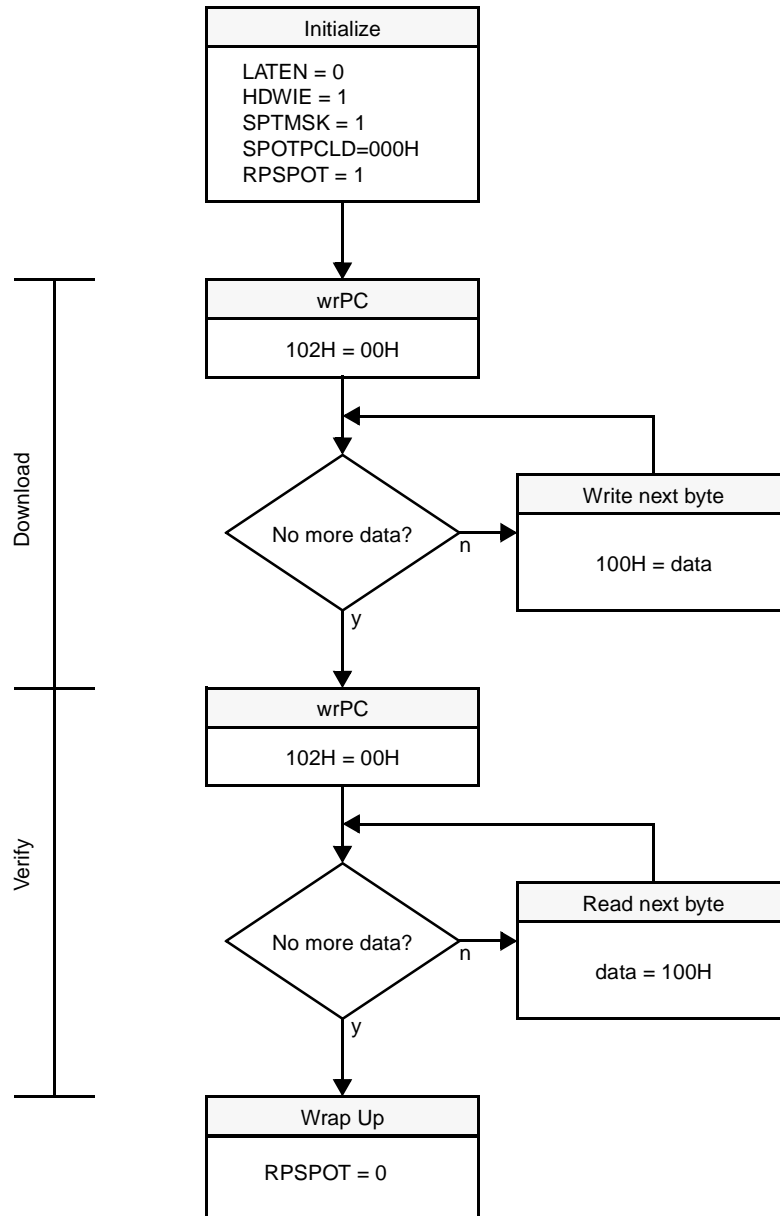 Initialize
LATEN = 0
HDWIE = 1
SPTMSK = 1
SPOTPCLD=000H
RPSPOT = 1
Download
wrPC
102H = 00H
No more data?
n
y
Write next byte
100H = data
Verify
wrPC
102H = 00H
No more data?
n
y
Read next byte
data = 100H
Wrap Up
RPSPOT = 0